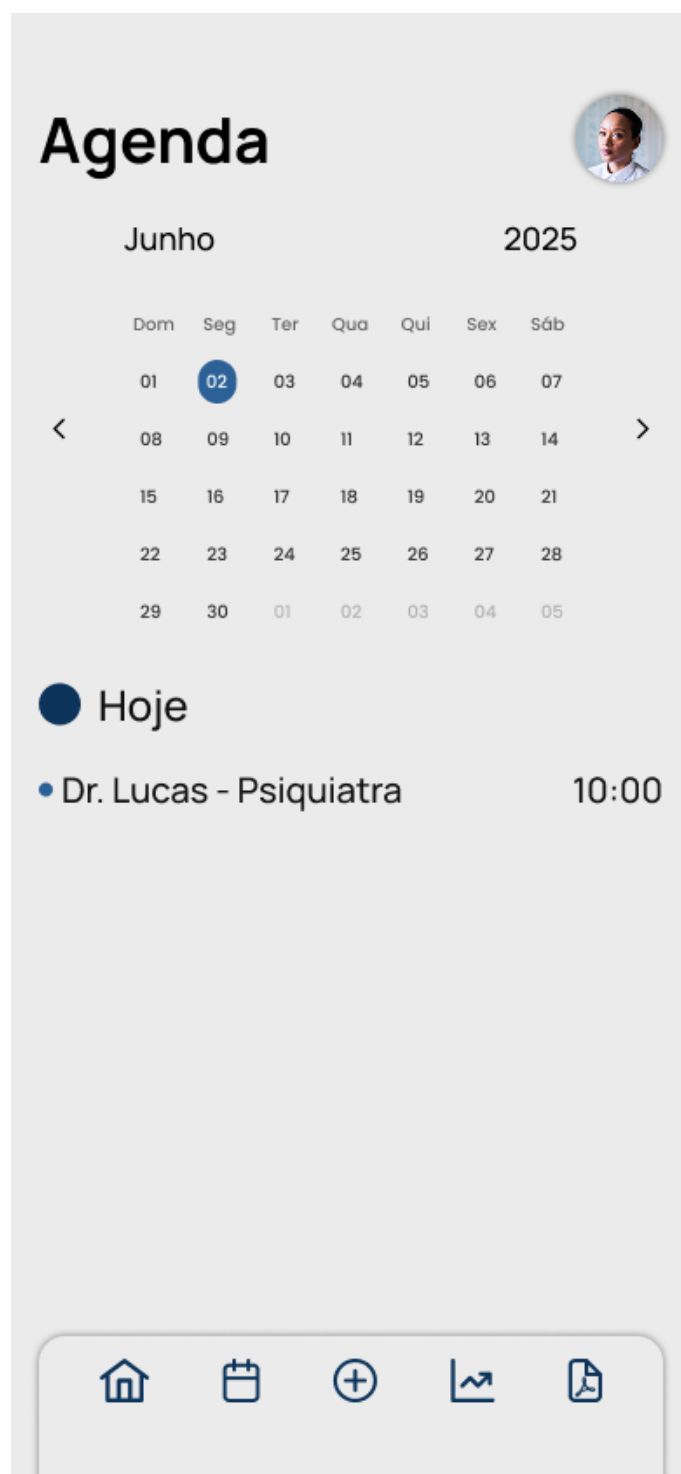 Agenda
Junho 2025
Dom Seg Ter Qua Qui Sex Sáb
01 02 03 04 05 06 07
08 09 10 11 12 13 14
15 16 17 18 19 20 21
22 23 24 25 26 27 28
29 30 01 02 03 04 05
Hoje
Dr. Lucas - Psiquiatra 10:00